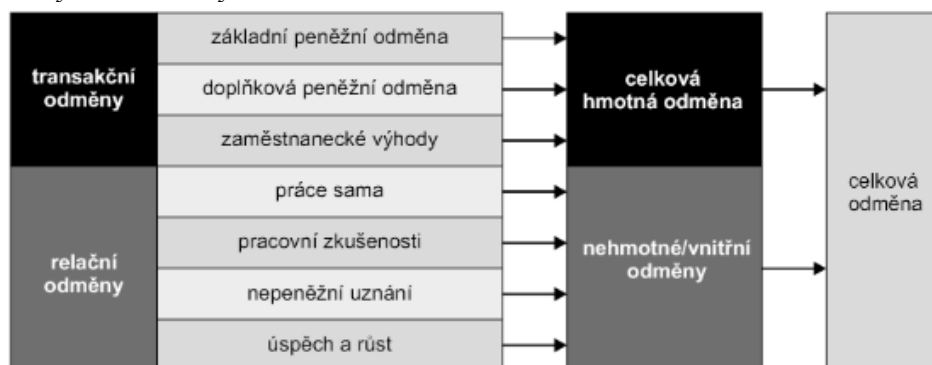 transakční
odměny
základní peněžní odměna
doplňková peněžní odměna
zaměstnanecké výhody
celková
hmotná odměna
relační
odměny
práce sama
pracovní zkušenosti
nepeněžní uznání
úspěch a růst
nehmotné/vnitřní
odměny
celková
odměna